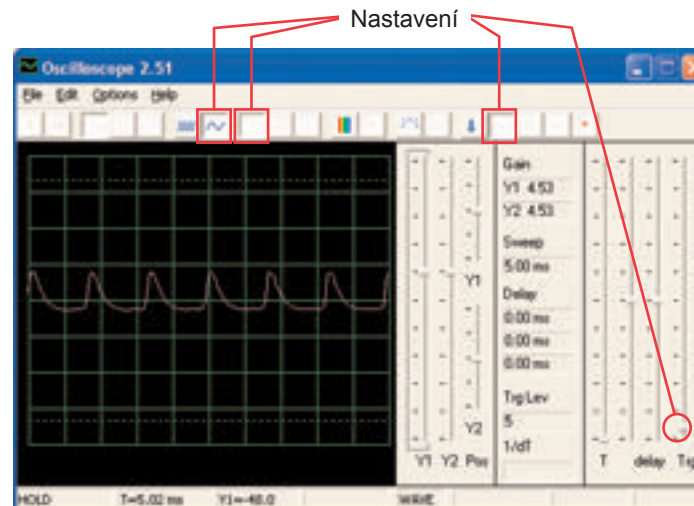 Nastavení
Oscilloscope 2.51
File Edit Options Help
Gain
Y1 4.53
Y2 4.53
Sweep
5.00 ms
Delay
0.00 ms
0.00 ms
0.00 ms
Trg Lev
5
1/dT
Y1
Y2
Y1 Y2 Pos
T delay Trg
HOLD T=5.02 ms Y1=-48.0 WAVE